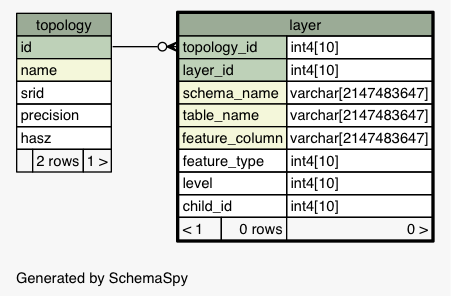 topology
id
name
srid
precision
hasz
2 rows 1 >
layer
topology_id int4[10]
layer_id int4[10]
schema_name varchar[2147483647]
table_name varchar[2147483647]
feature_column varchar[2147483647]
feature_type int4[10]
level int4[10]
child_id int4[10]
< 1 0 rows 0 >
Generated by SchemaSpy